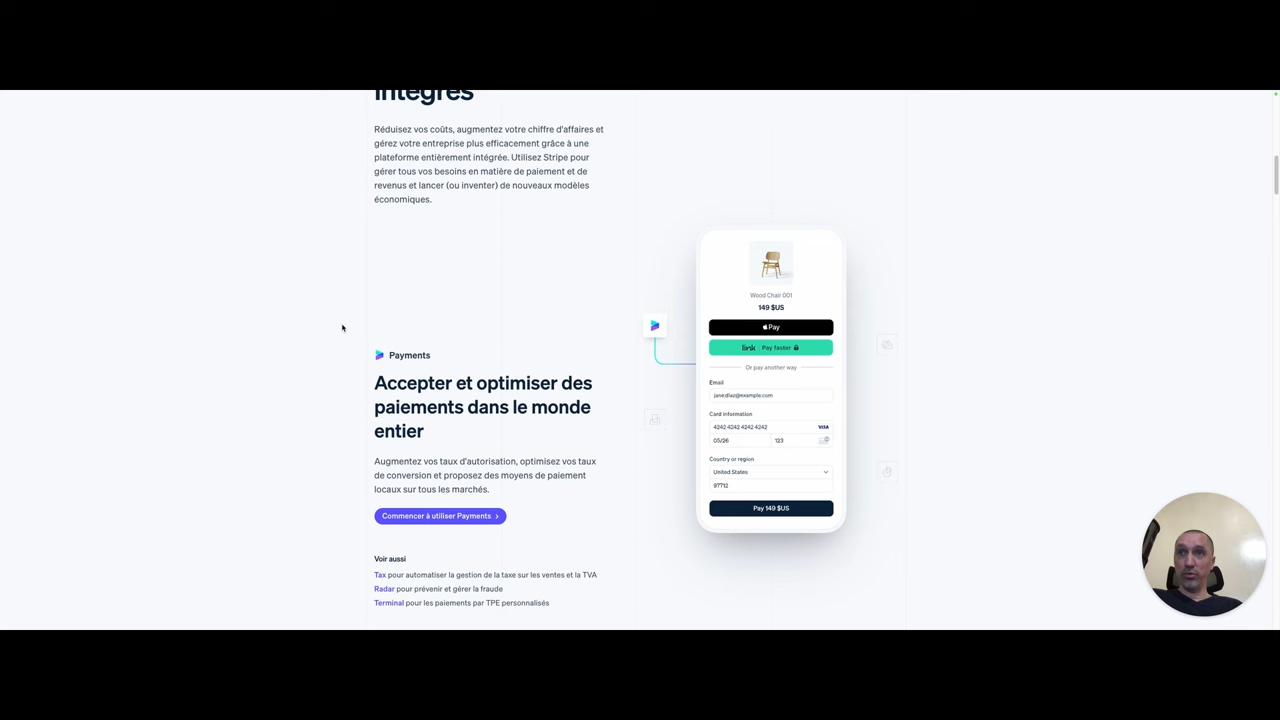 intégrés
Réduisez vos coûts, augmentez votre chiffre d'affaires et
gérez votre entreprise plus efficacement grâce à une
plateforme entièrement intégrée. Utilisez Stripe pour
gérer tous vos besoins en matière de paiement et de
revenus et lancer (ou inventer) de nouveaux modèles
économiques.
Payments
Accepter et optimiser des
paiements dans le monde
entier
Augmentez vos taux d'autorisation, optimisez vos taux
de conversion et proposez des moyens de paiement
locaux sur tous les marchés.
Commencer à utiliser Payments
Voir aussi
Tax pour automatiser la gestion de la taxe sur les ventes et la TVA
Radar pour prévenir et gérer la fraude
Terminal pour les paiements par TPE personnalisés
Wood Chair 001
149 $US
Pay
link Pay faster
Or pay another way
Email
jane.diaz@example.com
Card information
4242 4242 4242 4242 VISA
05/26 123
Country or region
United States
97712
Pay 149 $US